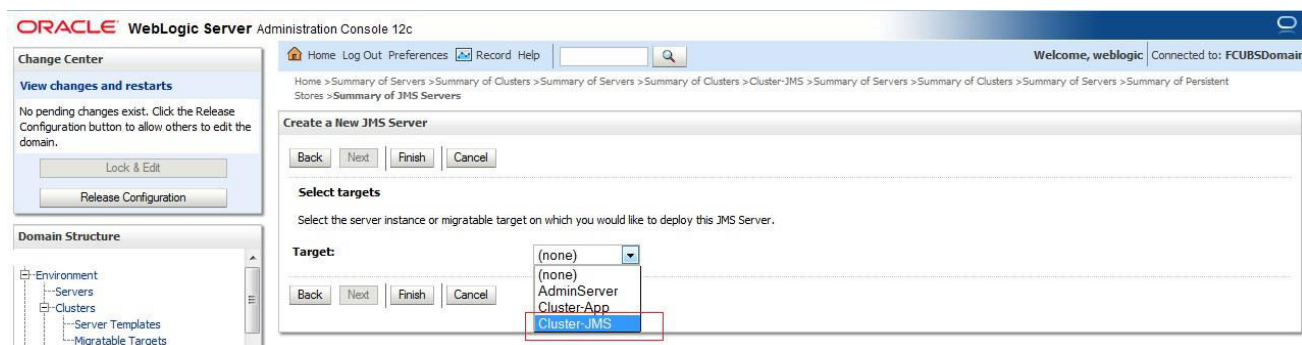 ORACLE WebLogic Server Administration Console 12c
Change Center
View changes and restarts
No pending changes exist. Click the Release
Configuration button to allow others to edit the
domain.
Lock & Edit
Release Configuration
Domain Structure
Environment
Servers
Clusters
Server Templates
Migratable Targets
Home Log Out Preferences Record Help
Welcome, weblogic Connected to: FCUBSDomain
Home >Summary of Servers >Summary of Clusters >Summary of Servers >Summary of Clusters >Cluster-JMS >Summary of Servers >Summary of Clusters >Summary of Servers >Summary of Persistent
Stores >Summary of JMS Servers
Create a New JMS Server
Back Next Finish Cancel
Select targets
Select the server instance or migratable target on which you would like to deploy this JMS Server.
Target: (none)
(none)
AdminServer
Cluster-App
Cluster-JMS
Back Next Finish Cancel